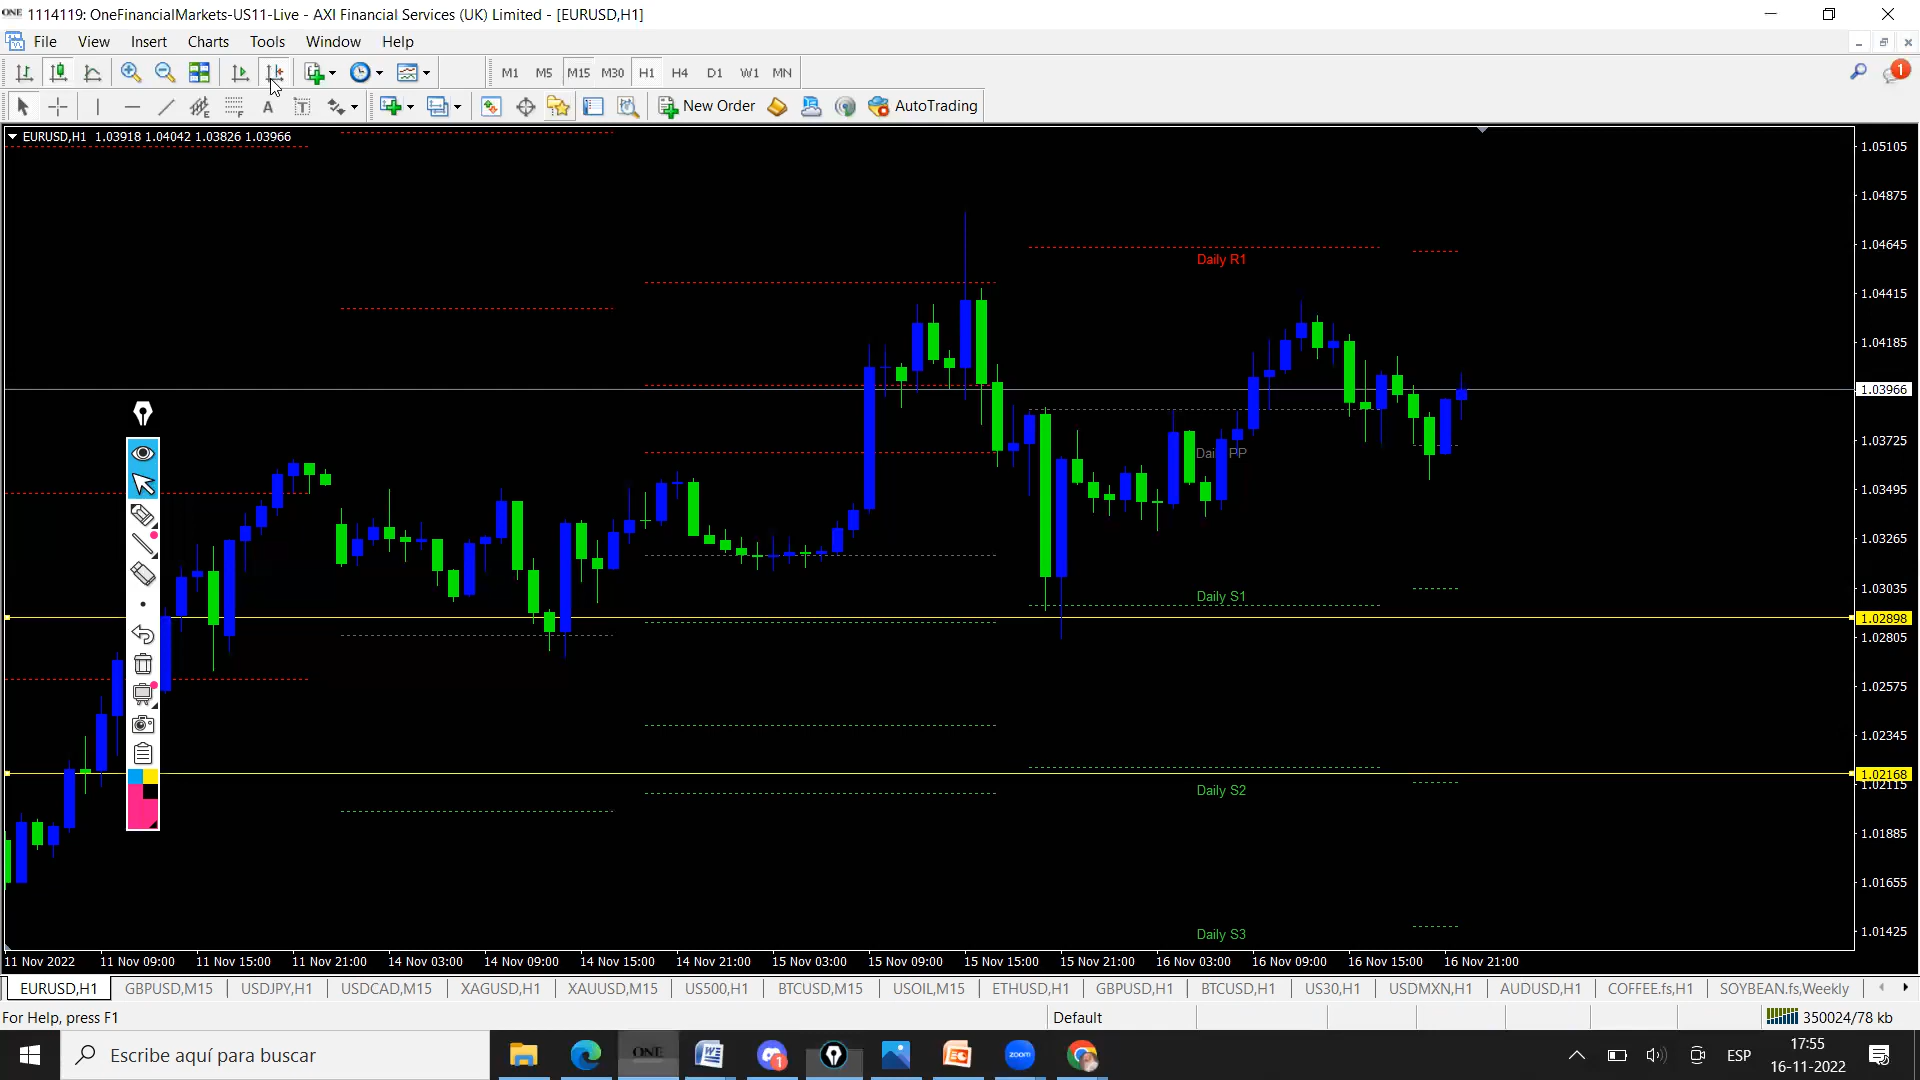 ONE 1114119: OneFinancialMarkets-US11-Live - AXI Financial Services (UK) Limited - [EURUSD,H1]
File View Insert Charts Tools Window Help
M1 M5 M15 M30 H1 H4 D1 W1 MN 1
A T New Order AutoTrading
EURUSD,H1 1.03918 1.04042 1.03826 1.03966
1.05105
1.04875
1.04645
Daily R1
1.04415
1.04185
1.03966
1.03725
Daily PP
1.03495
1.03265
1.03035
Daily S1
1.02898
1.02805
1.02575
1.02345
1.02168
1.02115
Daily S2
1.01885
1.01655
1.01425
Daily S3
11 Nov 2022 11 Nov 09:00 11 Nov 15:00 11 Nov 21:00 14 Nov 03:00 14 Nov 09:00 14 Nov 15:00 14 Nov 21:00 15 Nov 03:00 15 Nov 09:00 15 Nov 15:00 15 Nov 21:00 16 Nov 03:00 16 Nov 09:00 16 Nov 15:00 16 Nov 21:00
EURUSD,H1 GBPUSD,M15 USDJPY,H1 USDCAD,M15 XAGUSD,H1 XAUUSD,M15 US500,H1 BTCUSD,M15 USOIL,M15 ETHUSD,H1 GBPUSD,H1 BTCUSD,H1 US30,H1 USDMXN,H1 AUDUSD,H1 COFFEE.fs,H1 SOYBEAN.fs,Weekly
For Help, press F1 Default 350024/78 kb
Escribe aquí para buscar ONE zoom ESP 17:55
16-11-2022